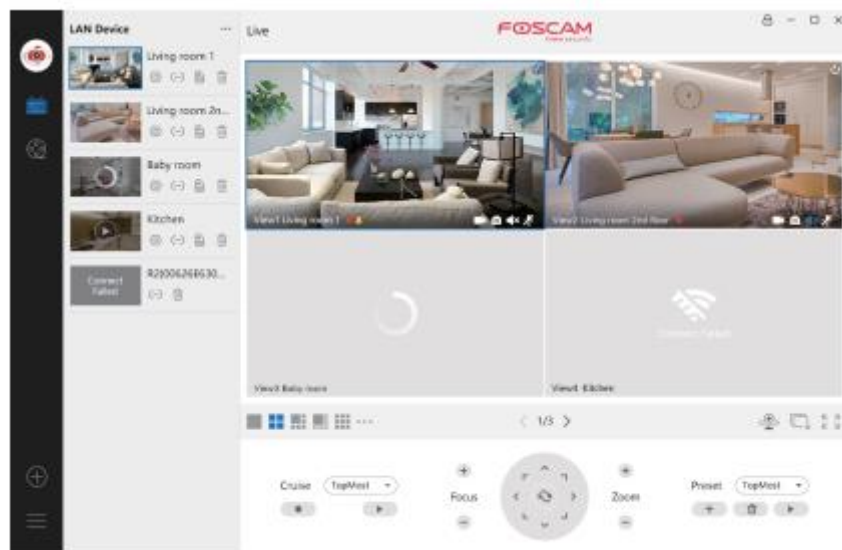 LAN Device
Live
FOSCAM
Living room 1
Living room 2n...
Baby room
Kitchen
Connect
Failed
View1 Living room 1
View2 Living room 2nd floor
View3 Baby room
View4 Kitchen
1/3
Cruise
TopMost
Focus
Zoom
Preset
TopMost